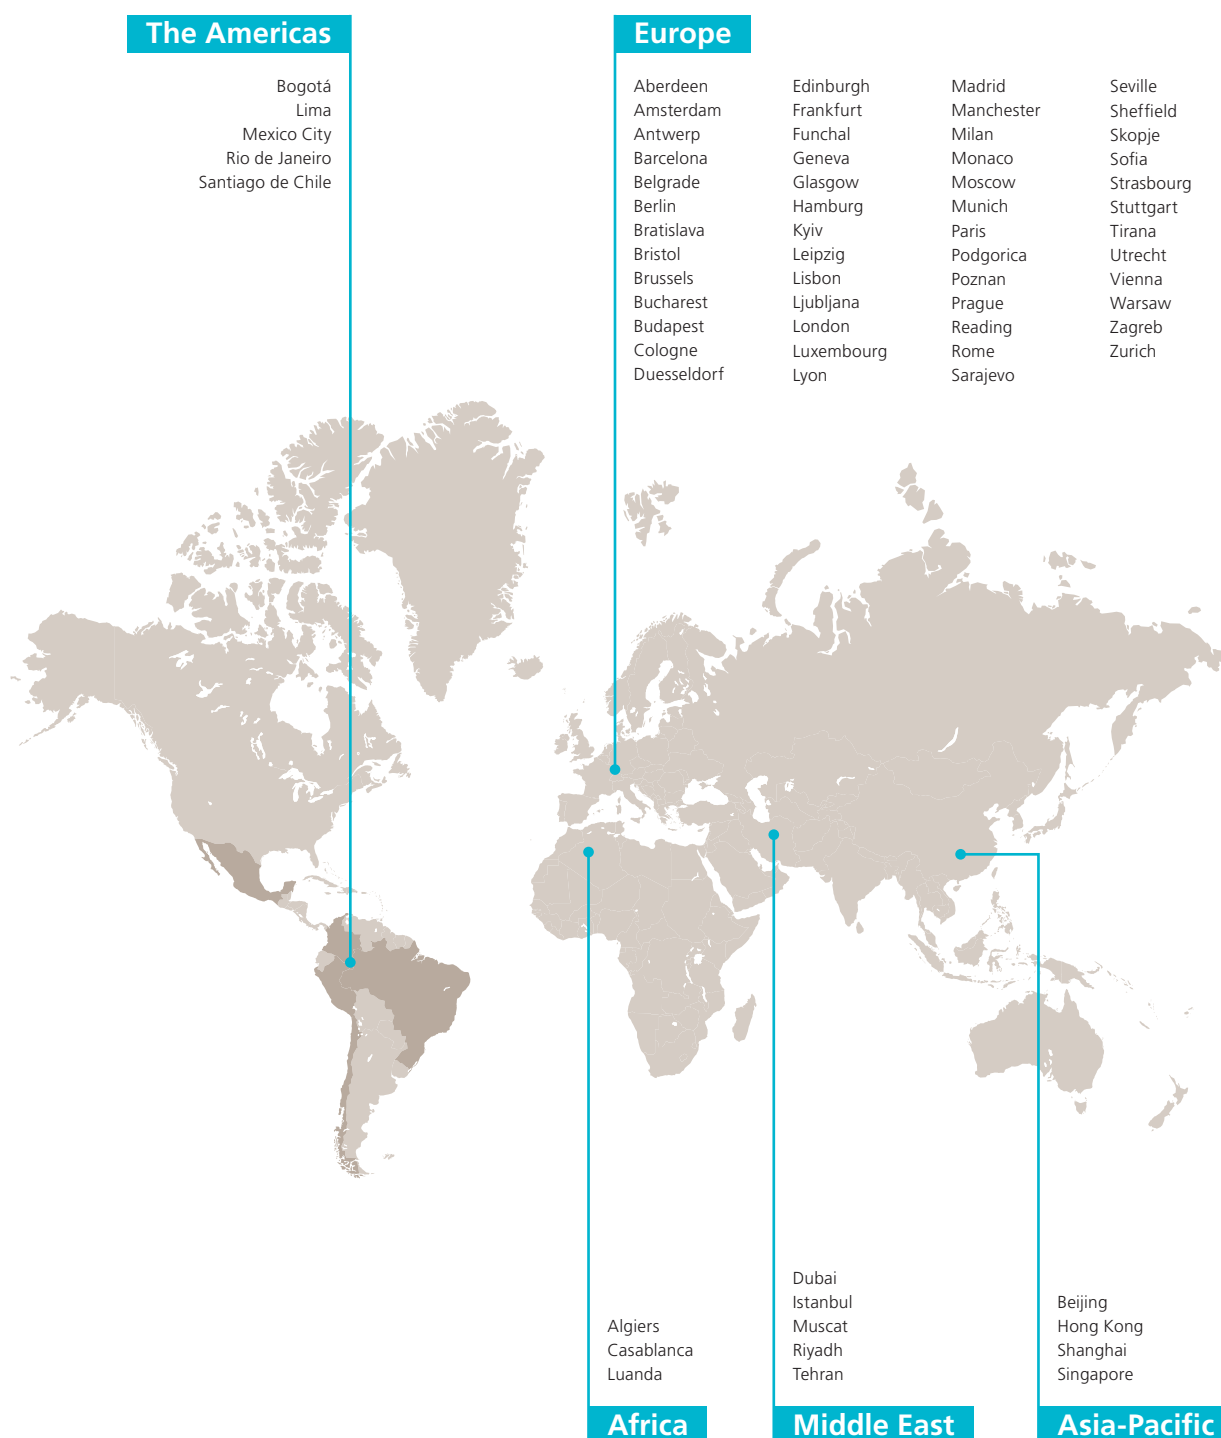 The Americas
Bogotá
Lima
Mexico City
Rio de Janeiro
Santiago de Chile
Europe
Aberdeen
Amsterdam
Antwerp
Barcelona
Belgrade
Berlin
Bratislava
Bristol
Brussels
Bucharest
Budapest
Cologne
Duesseldorf
Edinburgh
Frankfurt
Funchal
Geneva
Glasgow
Hamburg
Kyiv
Leipzig
Lisbon
Ljubljana
London
Luxembourg
Lyon
Madrid
Manchester
Milan
Monaco
Moscow
Munich
Paris
Podgorica
Poznan
Prague
Reading
Rome
Sarajevo
Seville
Sheffield
Skopje
Sofia
Strasbourg
Stuttgart
Tirana
Utrecht
Vienna
Warsaw
Zagreb
Zurich
Algiers
Casablanca
Luanda
Africa
Dubai
Istanbul
Muscat
Riyadh
Tehran
Middle East
Beijing
Hong Kong
Shanghai
Singapore
Asia-Pacific